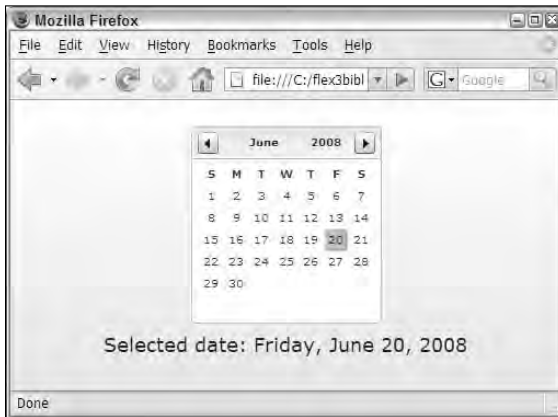 Mozilla Firefox
File Edit View History Bookmarks Tools Help
file:///C:/flex3bibl G Google
June 2008
S M T W T F S
1 2 3 4 5 6 7
8 9 10 11 12 13 14
15 16 17 18 19 20 21
22 23 24 25 26 27 28
29 30
Selected date: Friday, June 20, 2008
Done